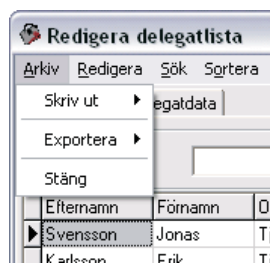 Redigera delegatlista
Arkiv Redigera Sök Sortera
Skriv ut
egatdata
Exportera
Stäng
Efternamn Förnamn
Svensson Jonas
Karlsson Erik